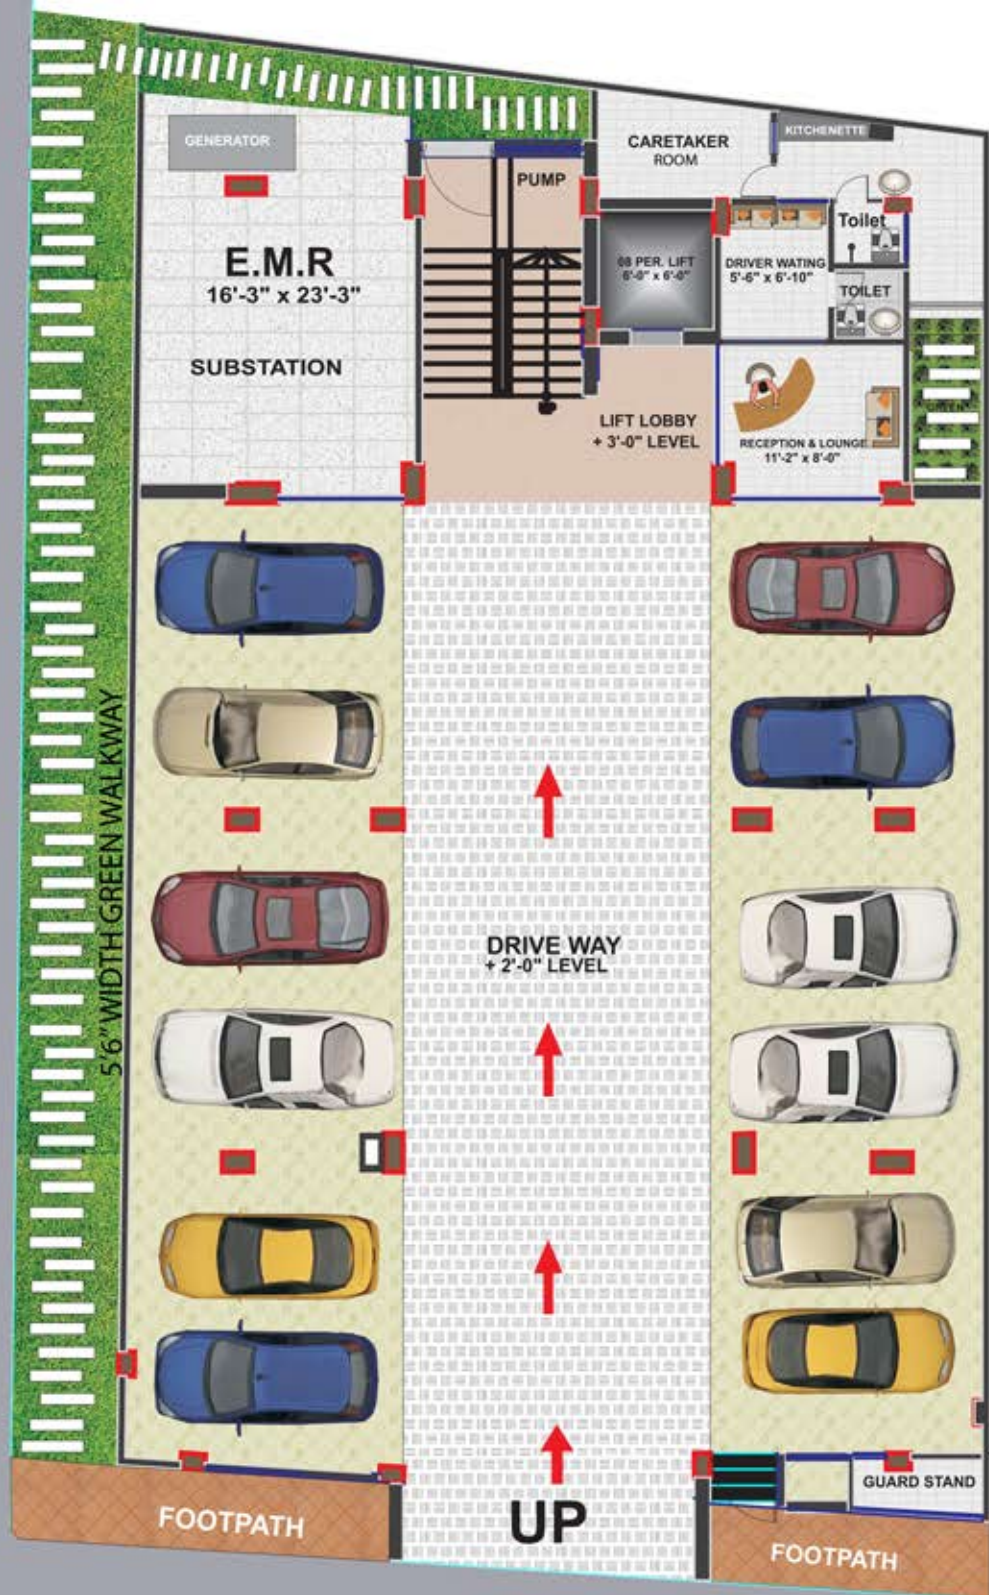 GENERATOR
E.M.R
16'-3" x 23'-3"
SUBSTATION
PUMP
CARETAKER
ROOM
KITCHENETTE
08 PER. LIFT
6'-0" x 6'-0"
DRIVER WATING
5'-6" x 6'-10"
Toilet
TOILET
LIFT LOBBY
+ 3'-0" LEVEL
RECEPTION & LOUNGE
11'-2" x 8'-0"
GREEN
5'6" WIDTH GREEN WALKWAY
DRIVE WAY
+ 2'-0" LEVEL
GUARD STAND
UP
FOOTPATH
FOOTPATH